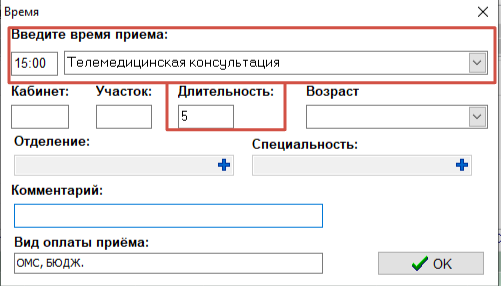 Время
Введите время приема:
15:00 Телемедицинская консультация
Кабинет: Участок: Длительность: Возраст
5
Отделение: Специальность:
Комментарий:
Вид оплаты приёма:
ОМС, БЮДЖ. OK